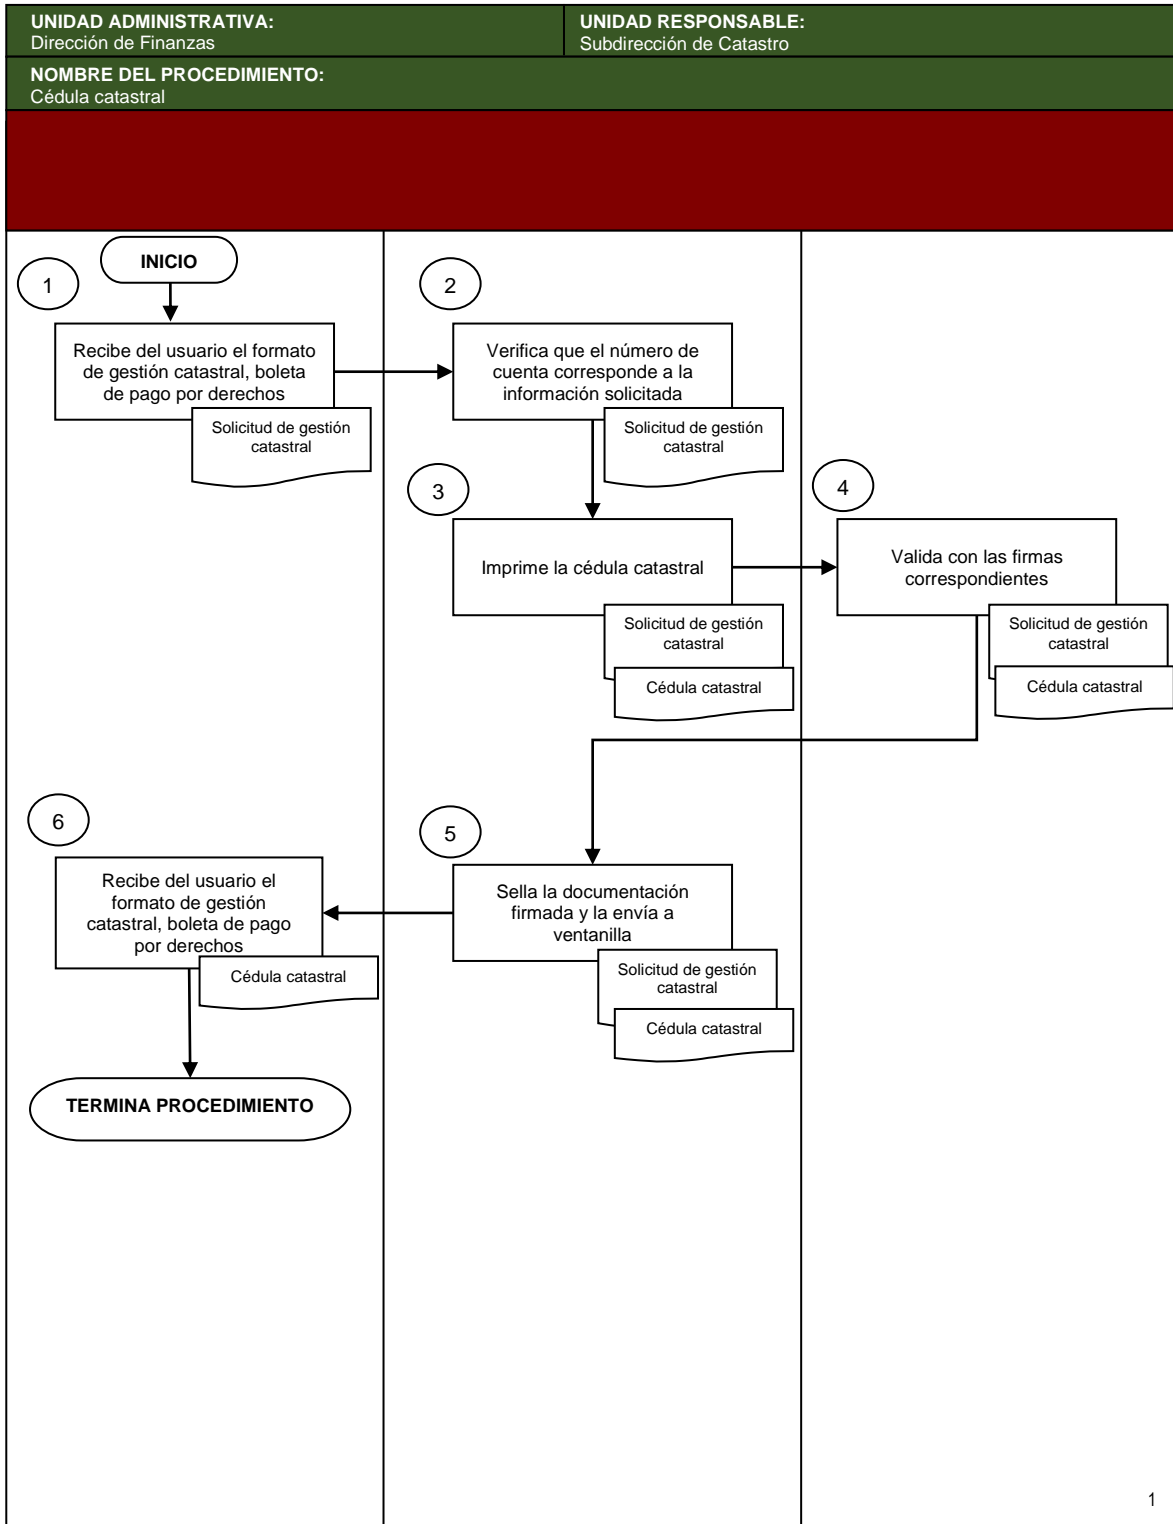 UNIDAD ADMINISTRATIVA:
Dirección de Finanzas
UNIDAD RESPONSABLE:
Subdirección de Catastro
NOMBRE DEL PROCEDIMIENTO:
Cédula catastral
INICIO
1
Recibe del usuario el formato
de gestión catastral, boleta
de pago por derechos
Solicitud de gestión
catastral
2
Verifica que el número de
cuenta corresponde a la
información solicitada
Solicitud de gestión
catastral
3
Imprime la cédula catastral
Solicitud de gestión
catastral
Cédula catastral
4
Valida con las firmas
correspondientes
Solicitud de gestión
catastral
Cédula catastral
5
Sella la documentación
firmada y la envía a
ventanilla
Solicitud de gestión
catastral
Cédula catastral
6
Recibe del usuario el
formato de gestión
catastral, boleta de pago
por derechos
Cédula catastral
TERMINA PROCEDIMIENTO
1